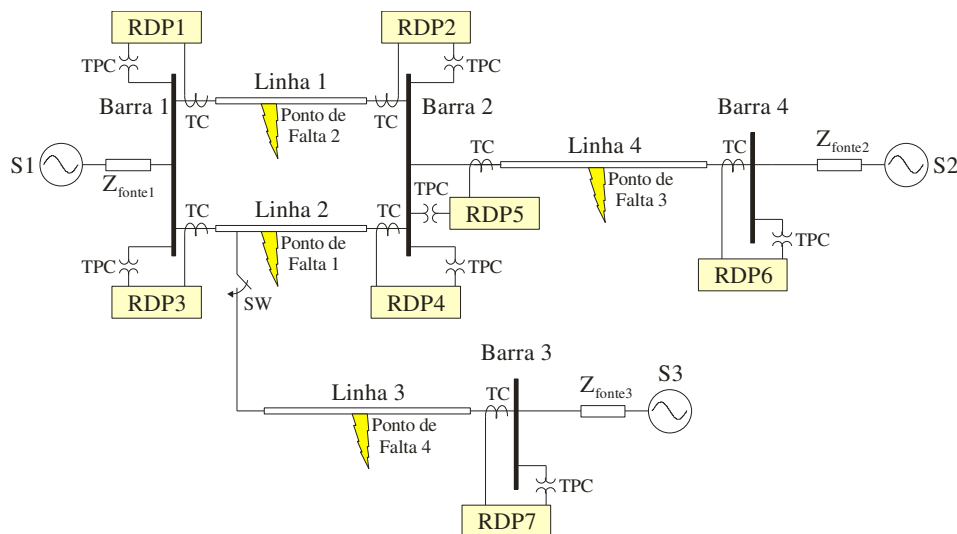 RDP1
RDP2
TPC
TPC
Linha 1
Barra 1
Barra 2
Barra 4
TC
Ponto de
Falta 2
TC
TC
Linha 4
TC
Z fonte2
S1
S2
Z fonte1
TPC
Ponto de
Falta 3
TC
Linha 2
TC
RDP5
TPC
Ponto de
Falta 1
TPC
TPC
RDP3
SW
RDP4
RDP6
Barra 3
S3
Linha 3
TC
Z fonte3
Ponto de
Falta 4
TPC
RDP7